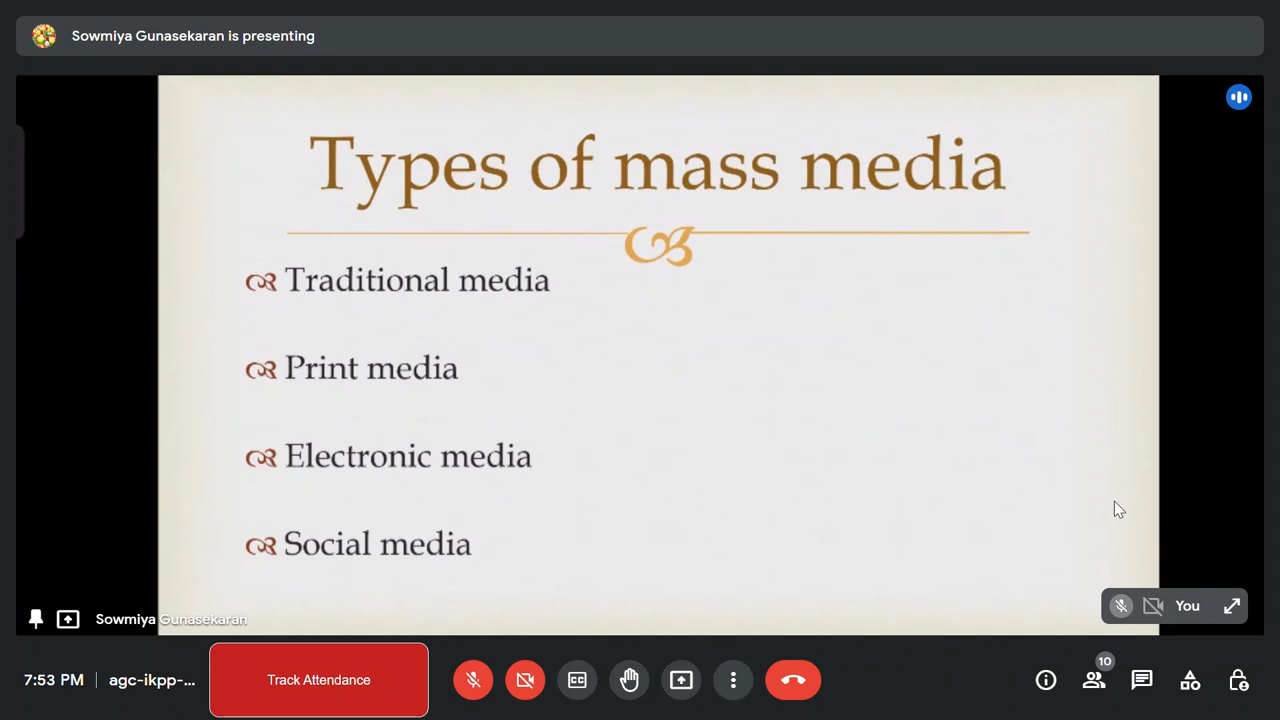 Sowmiya Gunasekaran is presenting
Types of mass media
Traditional media
Print media
Electronic media
Social media
Sowmiya Gunasekaran
You
7:53 PM
agc-ikpp-...
Track Attendance
CC
10